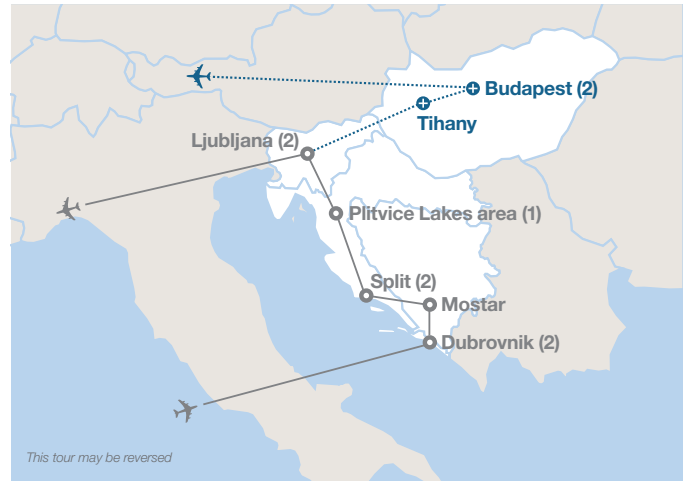 Budapest (2)
Tihany
Ljubljana (2)
Plitvice Lakes area (1)
Split (2)
Mostar
Dubrovnik (2)
This tour may be reversed